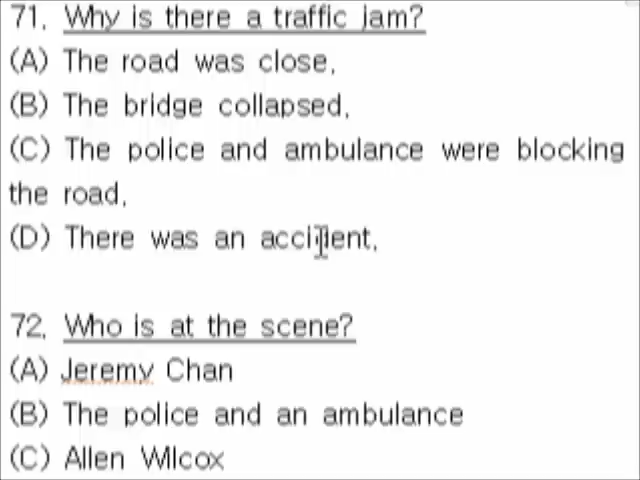 71. Why is there a traffic jam?
(A) The road was close.
(B) The bridge collapsed.
(C) The police and ambulance were blocking
the road.
(D) There was an accident.
72. Who is at the scene?
(A) Jeremy Chan
(B) The police and an ambulance
(C) Allen Wilcox